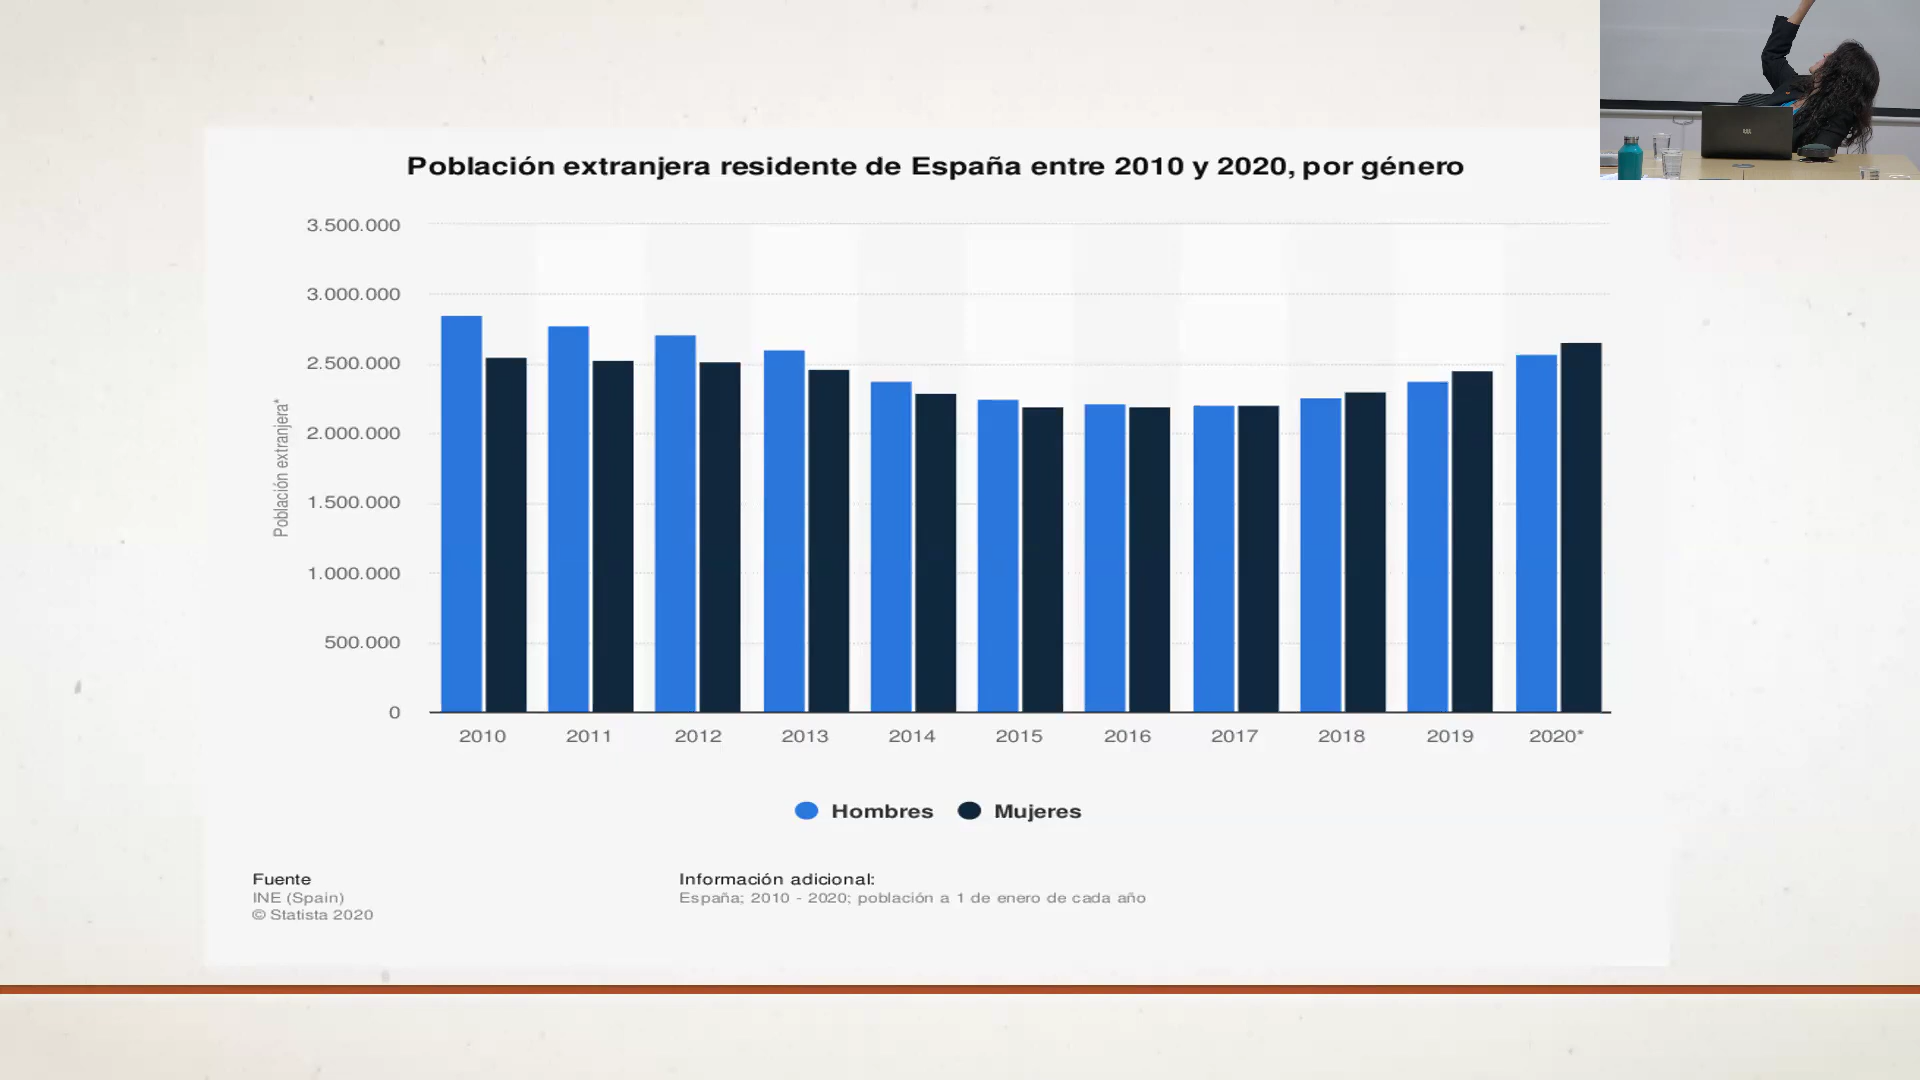 Población extranjera residente de España entre 2010 y 2020, por género
3.500.000
3.000.000
2.500.000
2.000.000
1.500.000
1.000.000
500.000
0
Población extranjera*
2010 2011 2012 2013 2014 2015 2016 2017 2018 2019 2020*
Hombres Mujeres
Fuente
INE (Spain)
© Statista 2020
Información adicional:
España; 2010 - 2020; población a 1 de enero de cada año